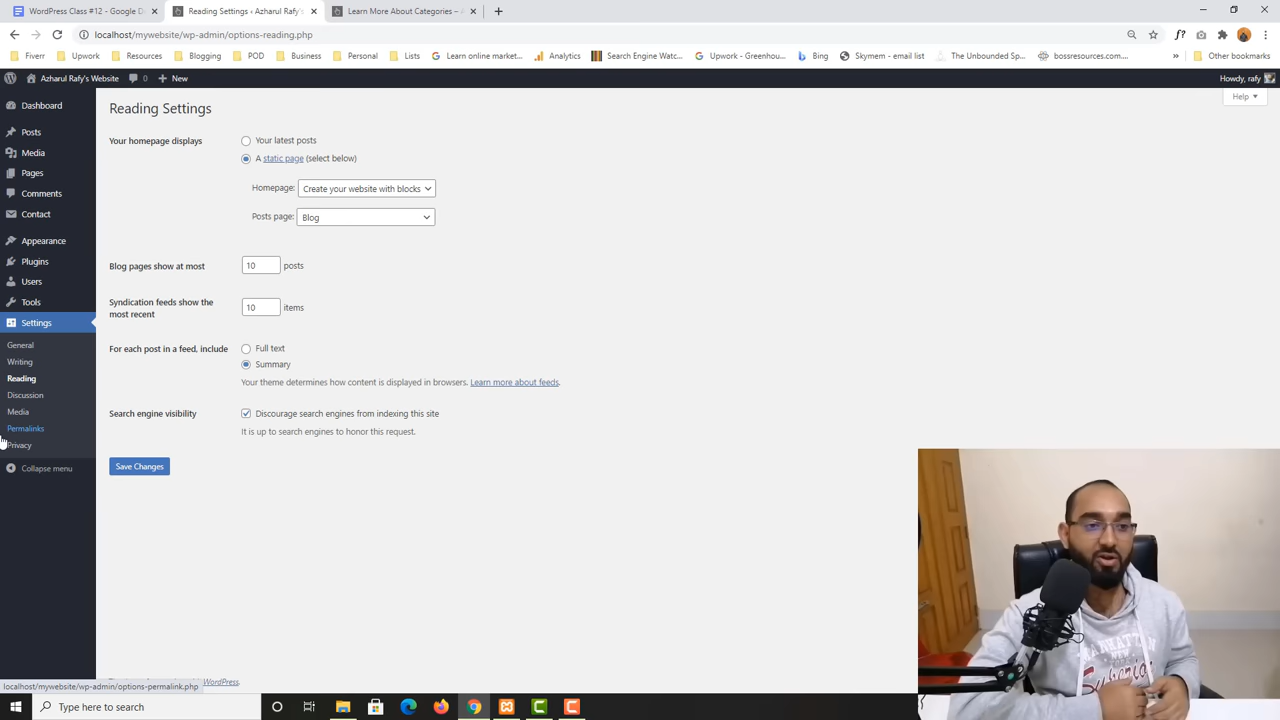 WordPress Class #12 - Google D
Reading Settings ‹ Azharul Rafy's
Learn More About Categories – A
localhost/mywebsite/wp-admin/options-reading.php
Fiverr
Upwork
Resources
Blogging
POD
Business
Personal
Lists
Learn online market...
Analytics
Search Engine Watc...
Upwork - Greenhou...
Bing
Skymem - email list
The Unbounded Sp...
bossresources.com...
Other bookmarks
Azharul Rafy's Website
0
New
Howdy, rafy
Help
Dashboard
Posts
Media
Pages
Comments
Contact
Appearance
Plugins
Users
Tools
Settings
General
Writing
Reading
Discussion
Media
Permalinks
Privacy
Collapse menu
Reading Settings
Your homepage displays
Your latest posts
A static page (select below)
Homepage: Create your website with blocks
Posts page: Blog
Blog pages show at most 10 posts
Syndication feeds show the
most recent
10 items
For each post in a feed, include
Full text
Summary
Your theme determines how content is displayed in browsers. Learn more about feeds.
Search engine visibility
Discourage search engines from indexing this site
It is up to search engines to honor this request.
Save Changes
WordPress.
localhost/mywebsite/wp-admin/options-permalink.php
Type here to search
MANHATTAN